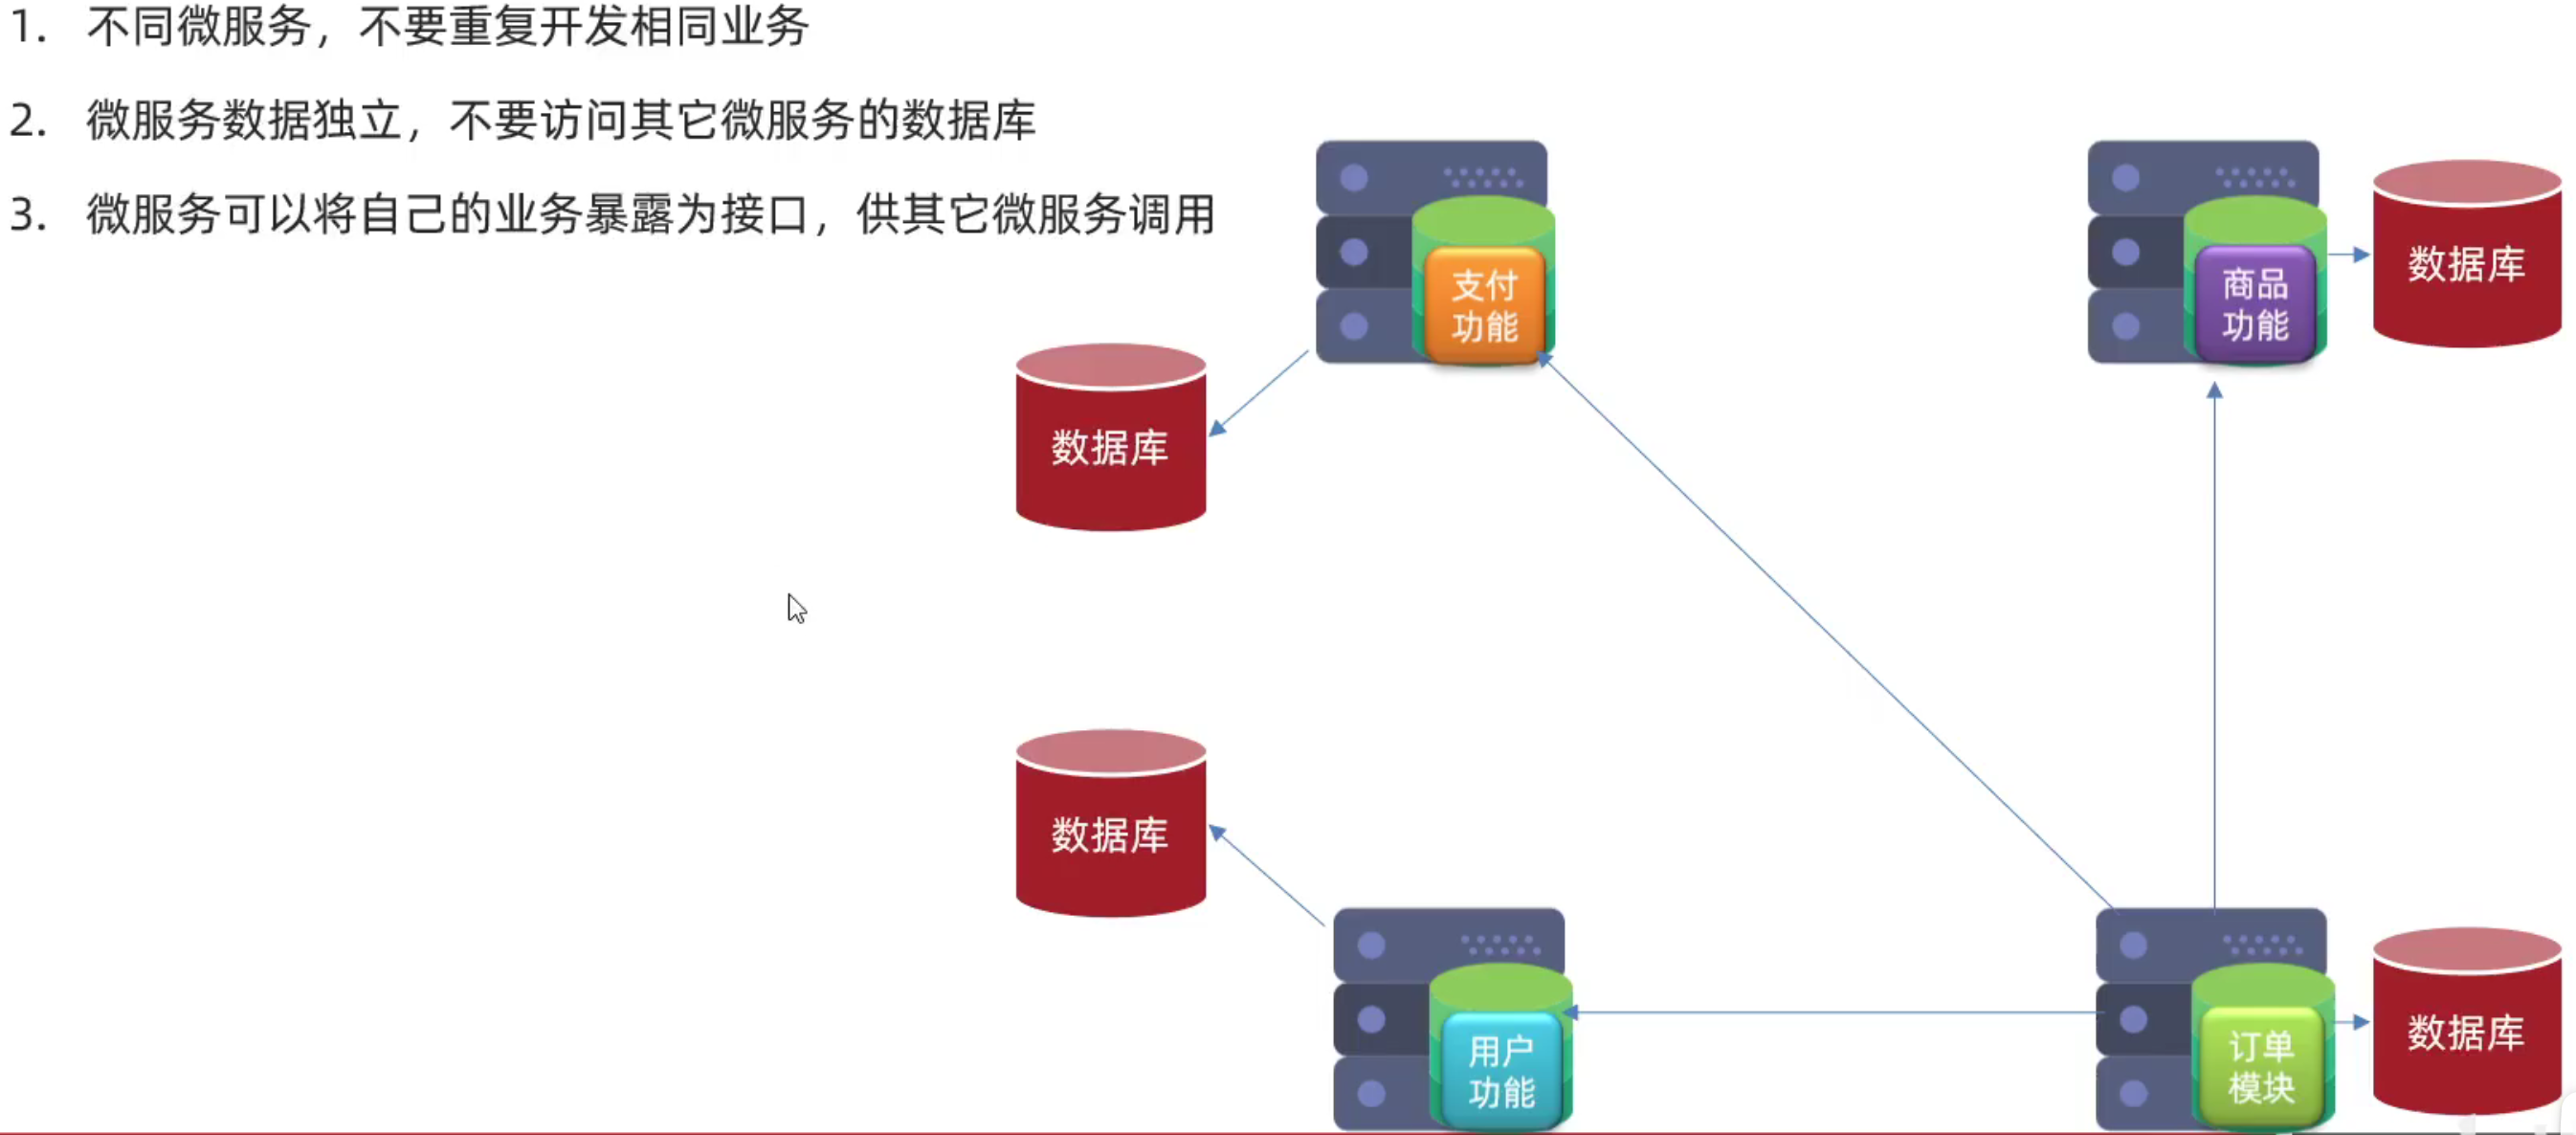 1. 不同微服务，不要重复开发相同业务
2. 微服务数据独立，不要访问其它微服务的数据库
3. 微服务可以将自己的业务暴露为接口，供其它微服务调用
支付
功能
商品
功能
数据库
数据库
数据库
用户
功能
订单
模块
数据库